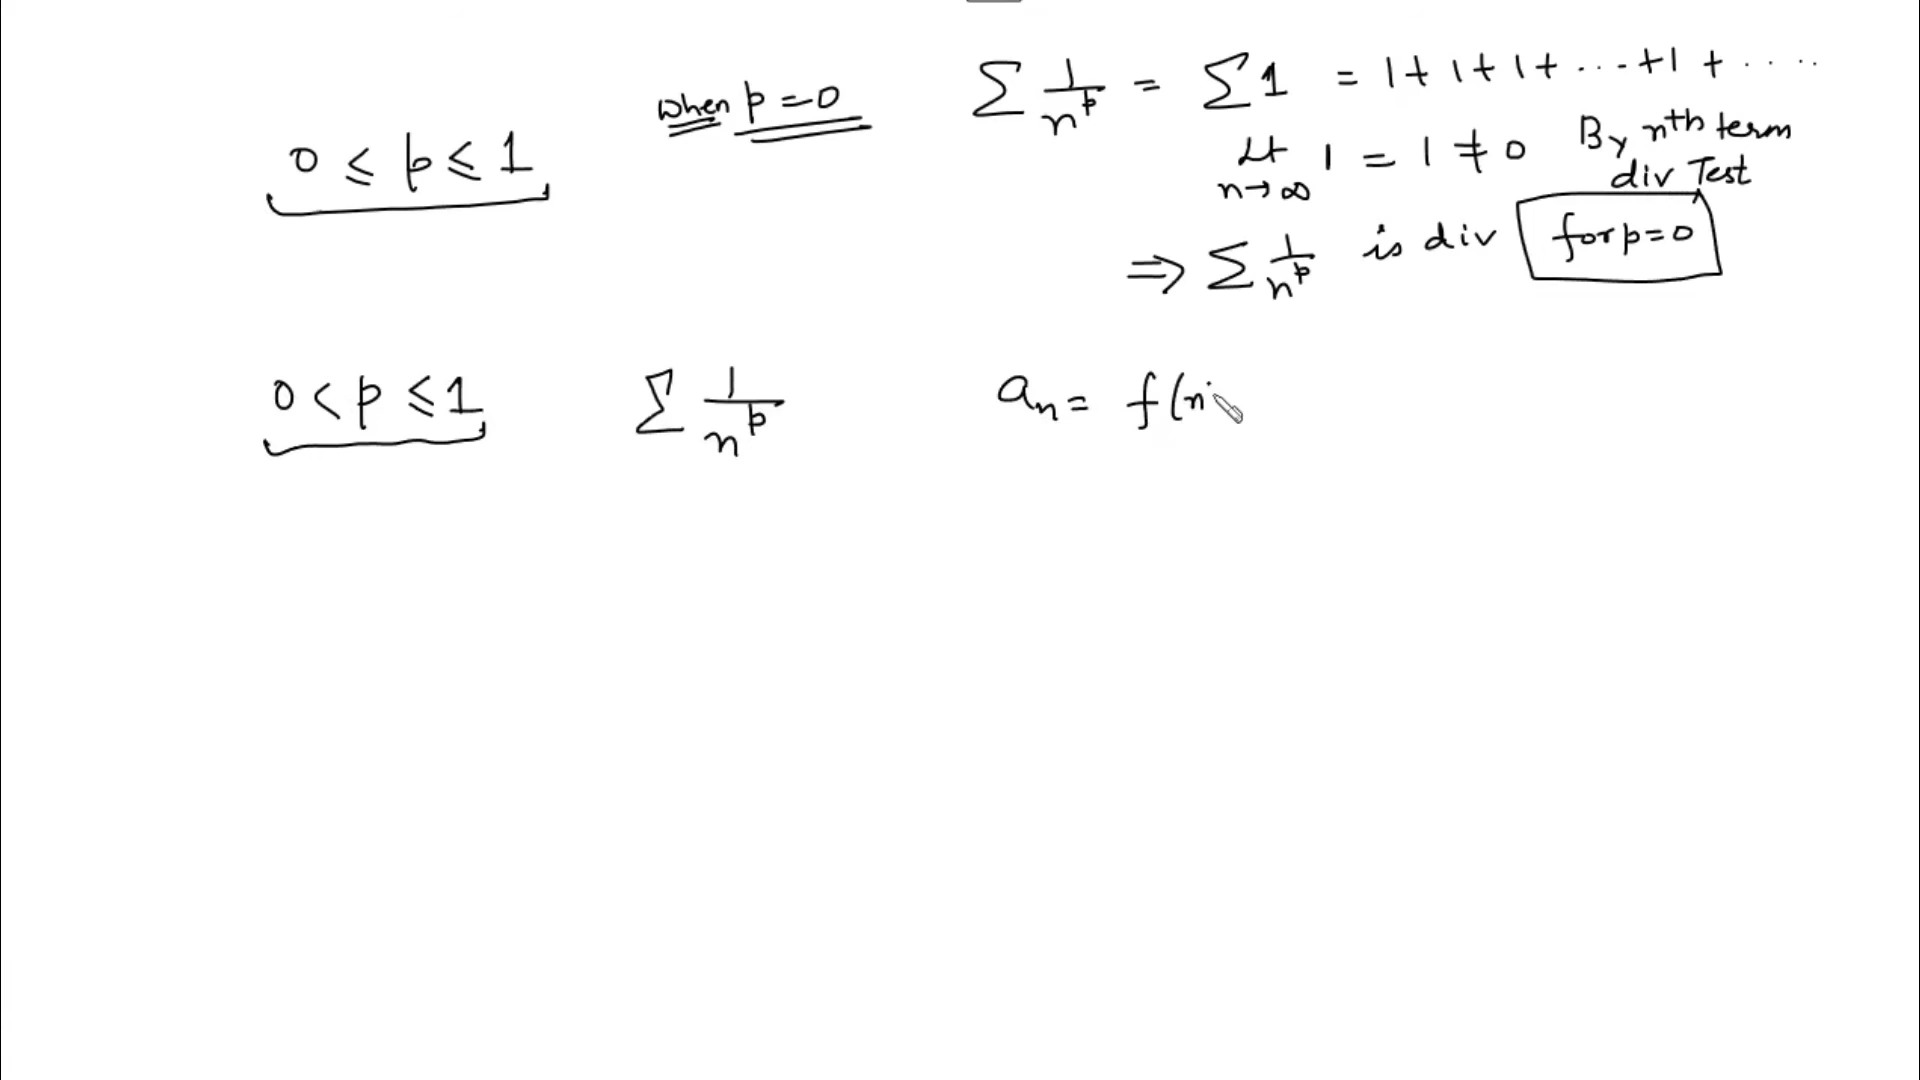 0 ≤ p ≤ 1
when p = 0
∑ 1/n^p = ∑ 1 = 1 + 1 + 1 + ... + 1 + .....
Lt n→∞ 1 = 1 ≠ 0 By nth term div Test
⇒ ∑ 1/n^p is div for p = 0
0 < p ≤ 1 ∑ 1/n^p a_n = f(n